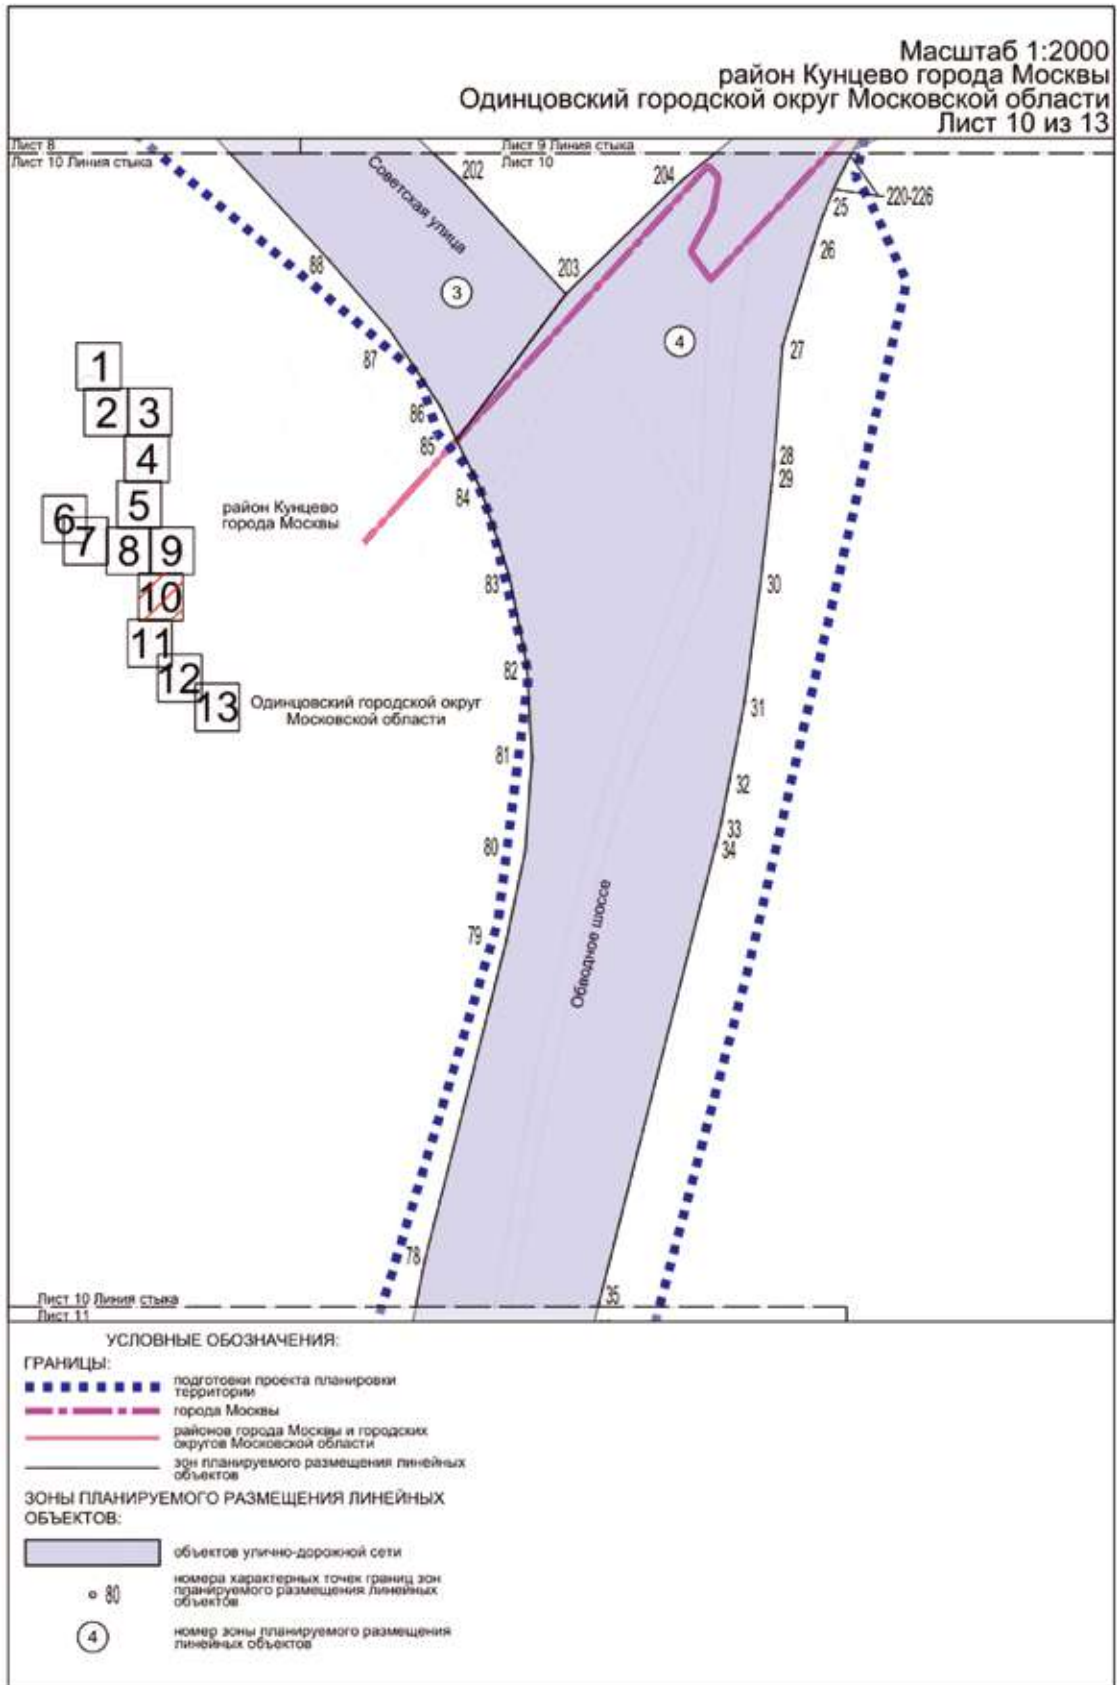 Масштаб 1:2000
район Кунцево города Москвы
Одинцовский городской округ Московской области
Лист 10 из 13
Лист 8
Лист 9 Линия стыка
Лист 10 Линия стыка
Лист 10
Советская улица
202
204
203
220-226
25
26
27
28
29
30
31
32
33
34
35
3
4
88
87
86
85
84
83
82
81
80
79
78
1
2
3
4
5
6
7
8
9
10
11
12
13
район Кунцево
города Москвы
Одинцовский городской округ
Московской области
Обводное шоссе
Лист 10 Линия стыка
Лист 11
УСЛОВНЫЕ ОБОЗНАЧЕНИЯ:
ГРАНИЦЫ:
подготовки проекта планировки
территории
города Москвы
районов города Москвы и городских
округов Московской области
зон планируемого размещения линейных
объектов
ЗОНЫ ПЛАНИРУЕМОГО РАЗМЕЩЕНИЯ ЛИНЕЙНЫХ
ОБЪЕКТОВ:
объектов улично-дорожной сети
80
номера характерных точек границ зон
планируемого размещения линейных
объектов
4
номер зоны планируемого размещения
линейных объектов